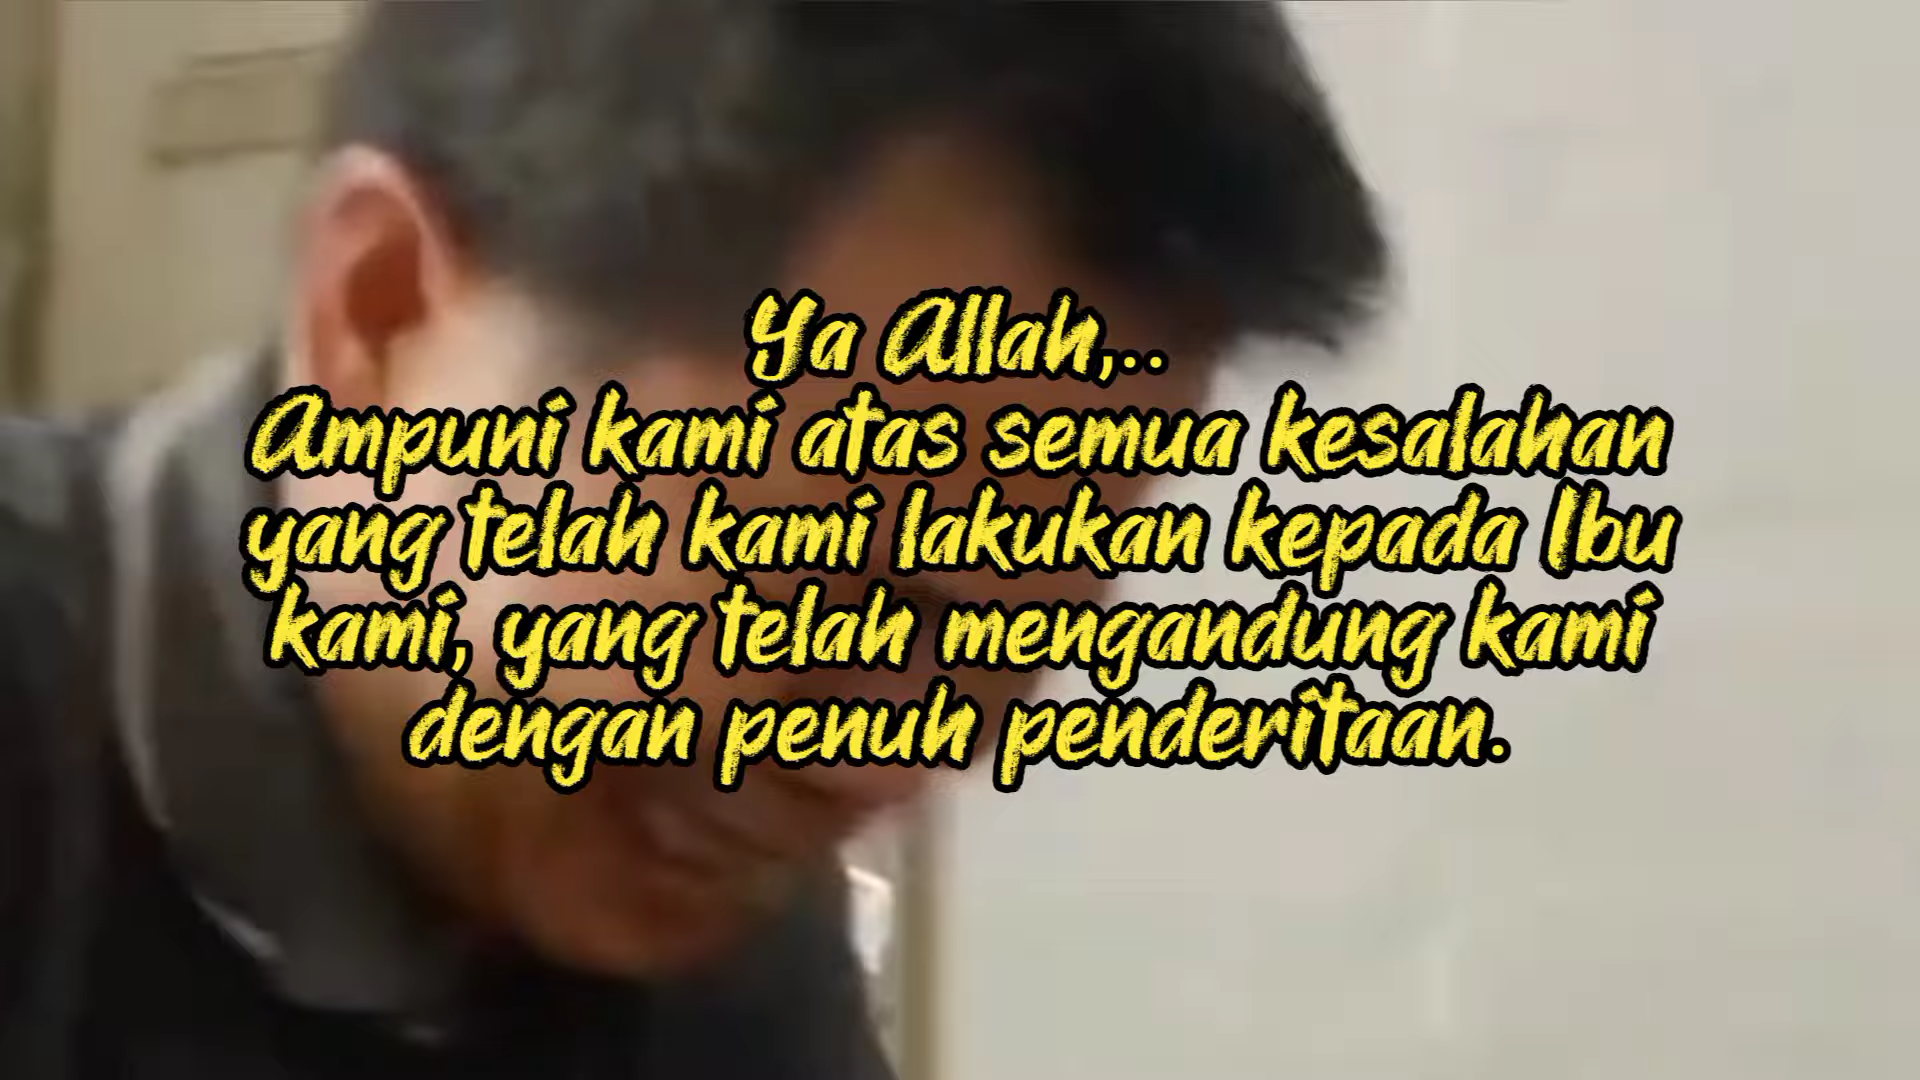 Ya Allah,..
Ampuni kami atas semua kesalahan
yang telah kami lakukan kepada Ibu
kami, yang telah mengandung kami
dengan penuh penderitaan.